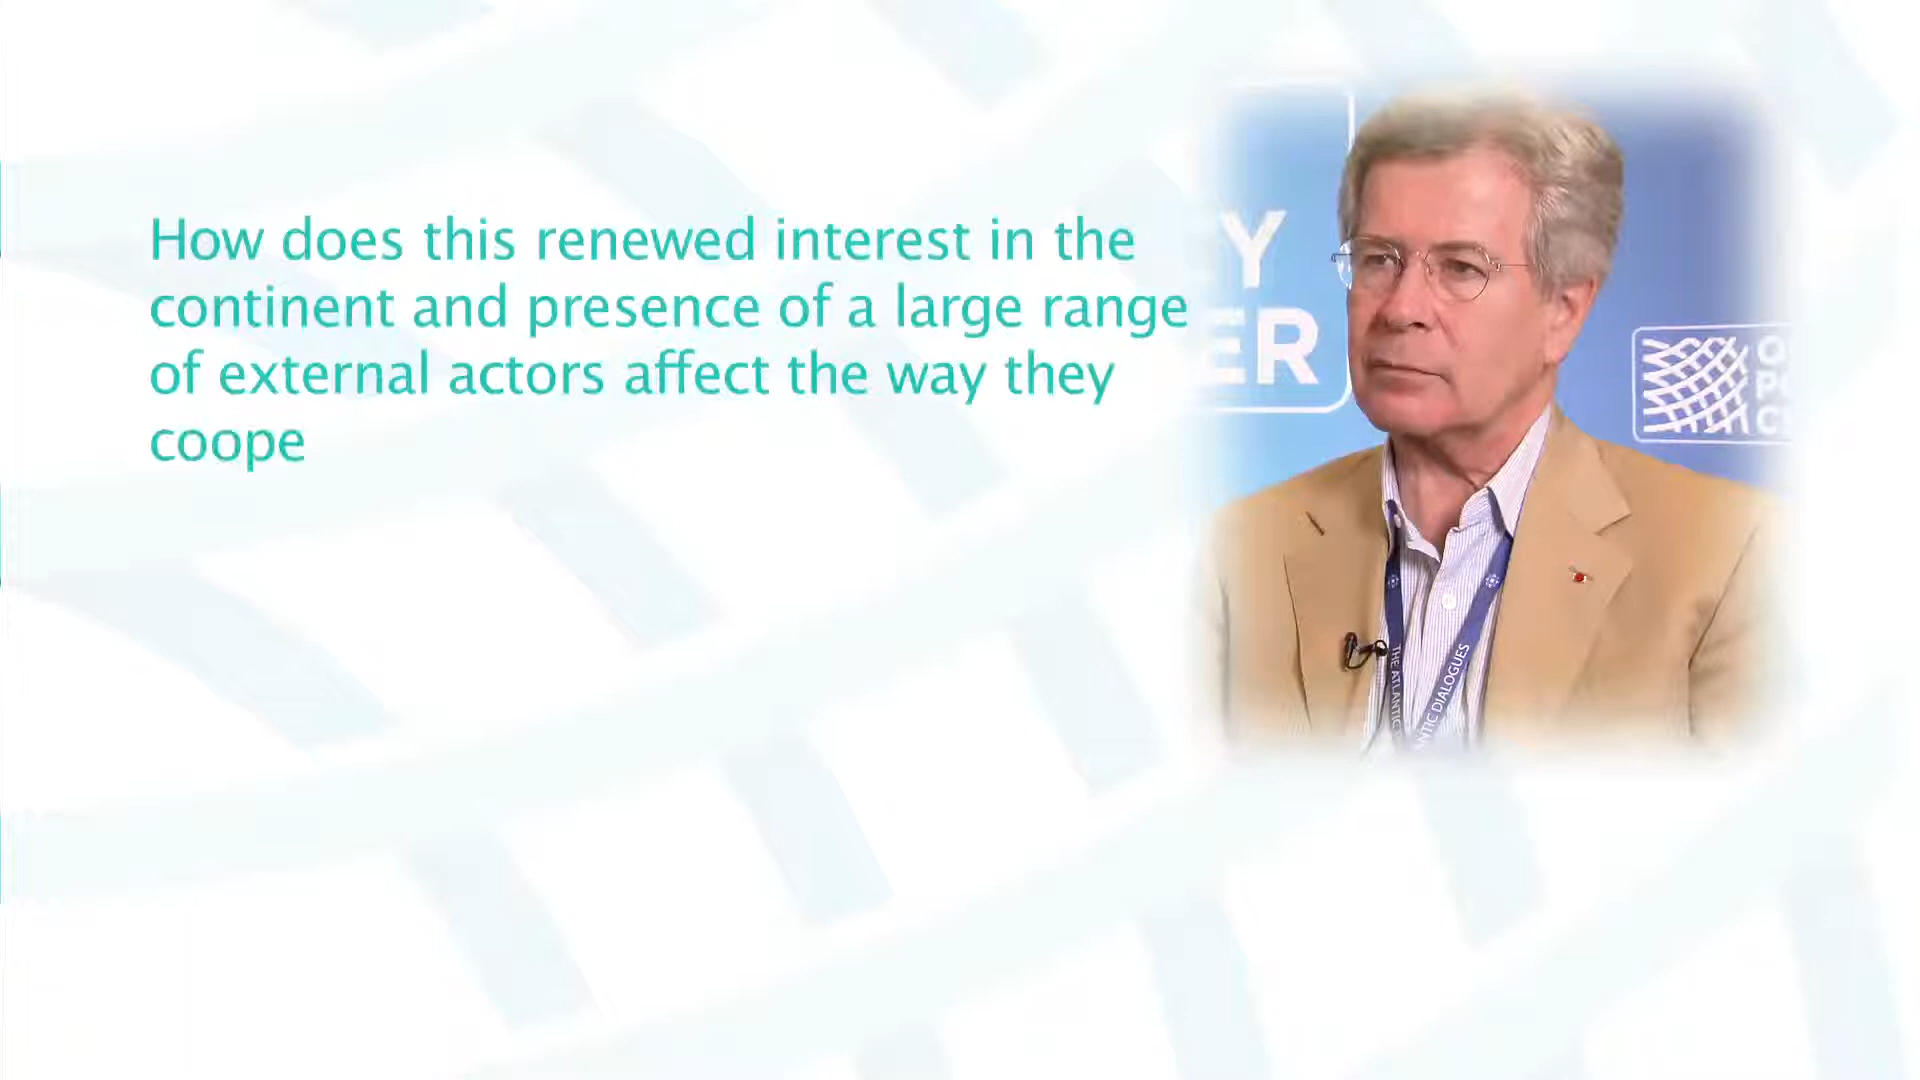 How does this renewed interest in the
continent and presence of a large range
of external actors affect the way they
coope
Y
ER
O
P
C
THE ATLANTIC
NTIC DIALOGUES